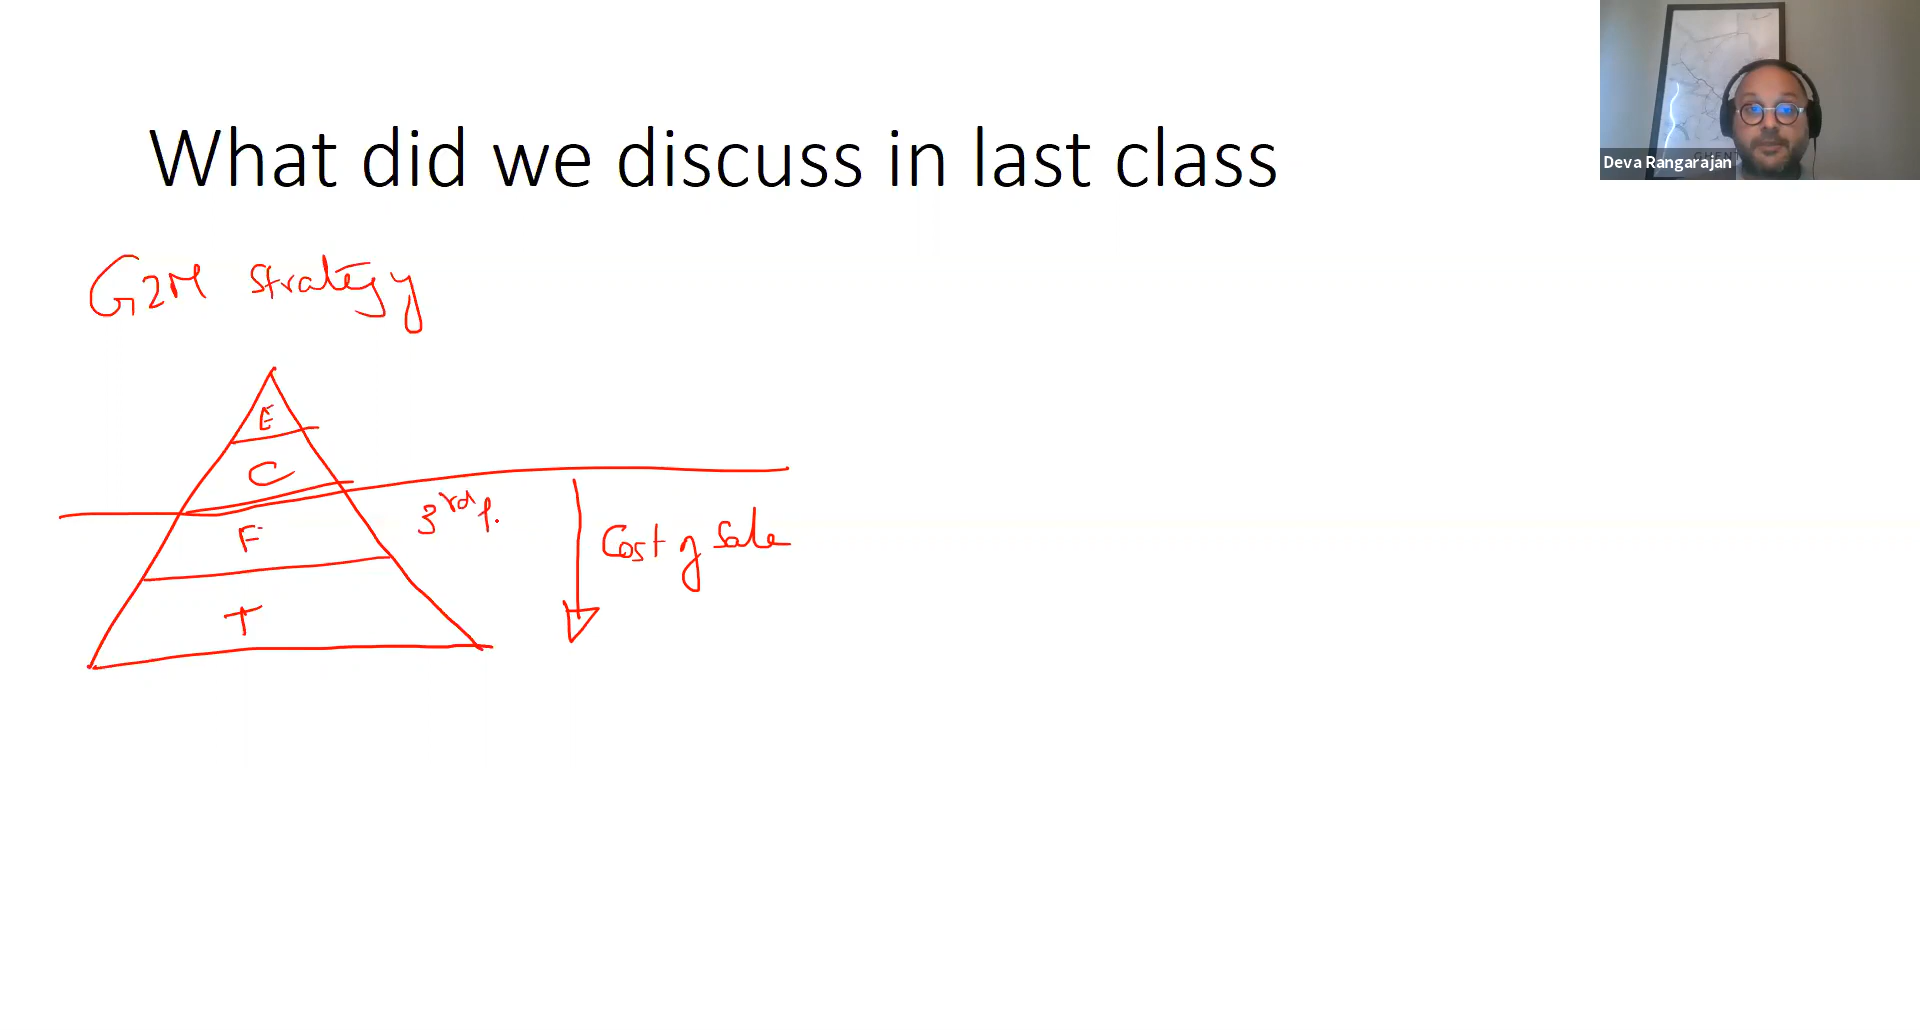 What did we discuss in last class
Deva Rangarajan
G2M strategy
E
C
F
T
3rd p.
Cost of Sale